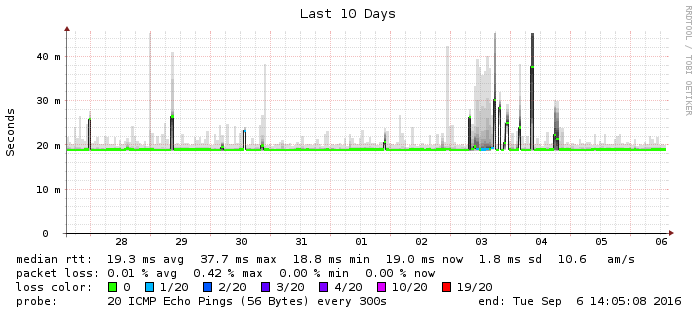 Last 10 Days
RRDTOOL / TOBI OETIKER
Seconds
40 m
30 m
20 m
10 m
0
28 29 30 31 01 02 03 04 05 06
median rtt: 19.3 ms avg 37.7 ms max 18.8 ms min 19.0 ms now 1.8 ms sd 10.6 am/s
packet loss: 0.01 % avg 0.42 % max 0.00 % min 0.00 % now
loss color: 0 1/20 2/20 3/20 4/20 10/20 19/20
probe: 20 ICMP Echo Pings (56 Bytes) every 300s end: Tue Sep 6 14:05:08 2016